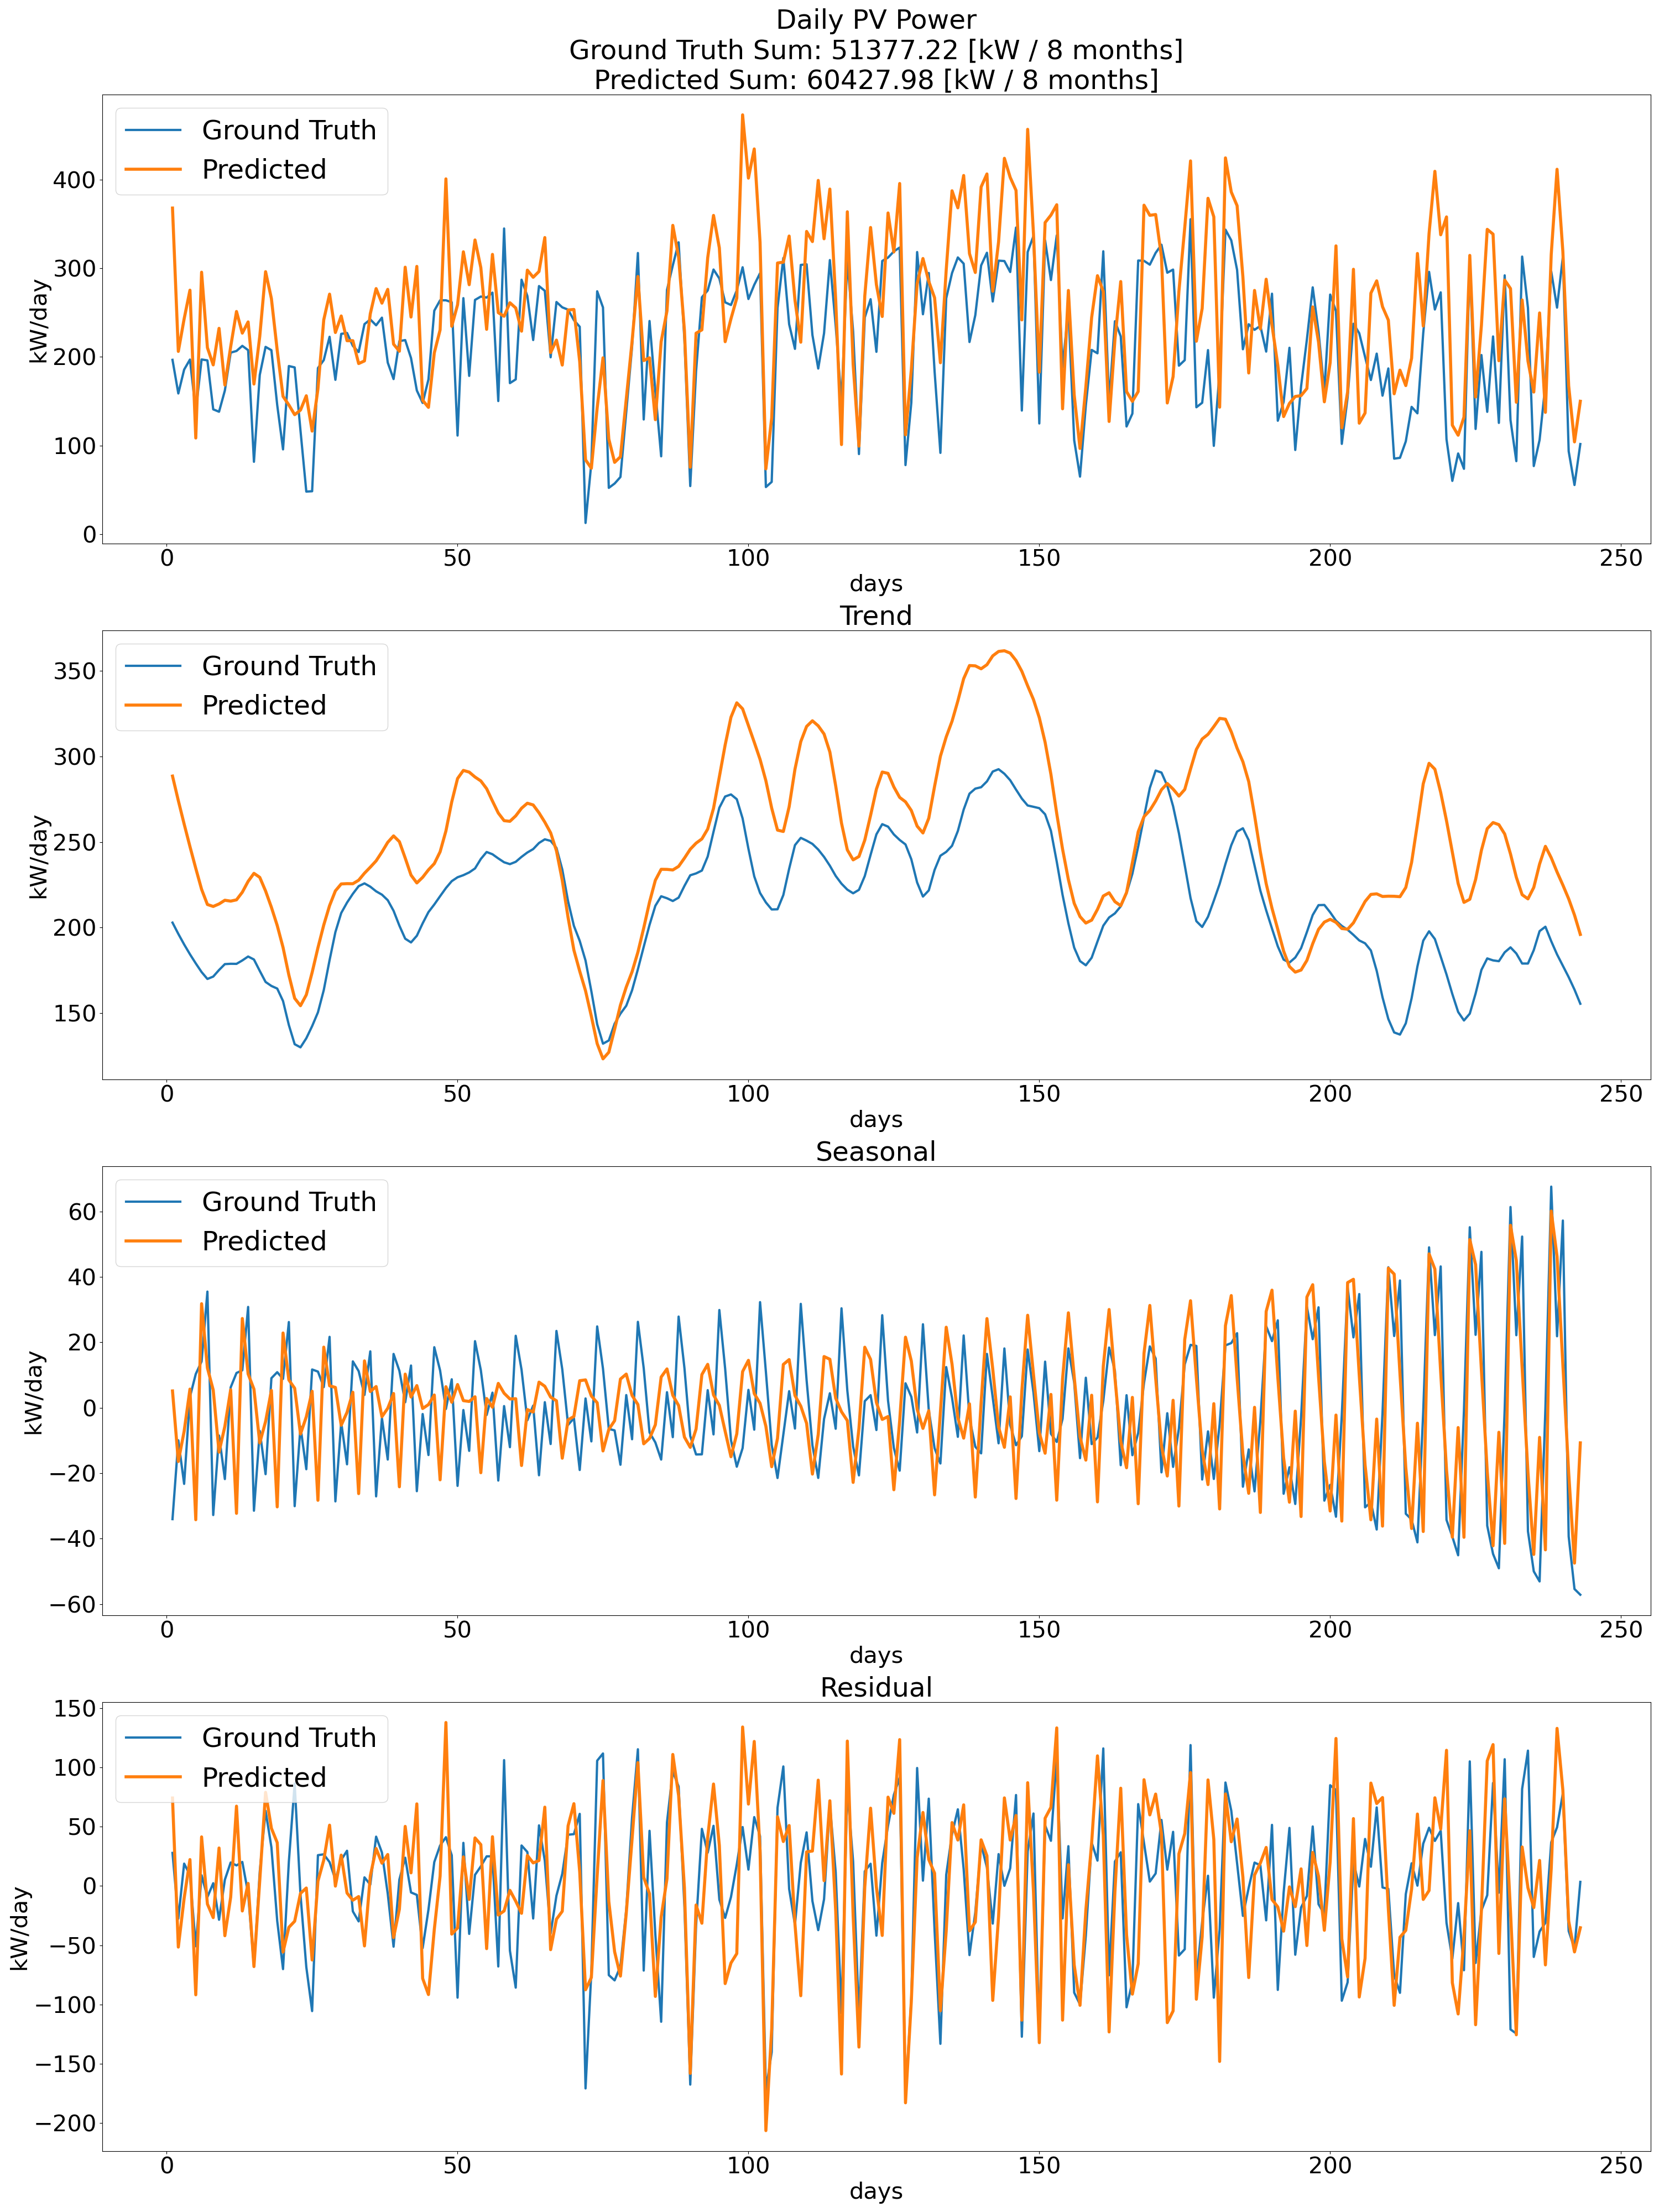 Daily PV Power
Ground Truth Sum: 51377.22 [kW / 8 months]
Predicted Sum: 60427.98 [kW / 8 months]
Ground Truth
Predicted
400
300
200
100
0
kW/day
0 50 100 150 200 250
days
Trend
Ground Truth
Predicted
350
300
250
200
150
kW/day
0 50 100 150 200 250
days
Seasonal
Ground Truth
Predicted
60
40
20
0
−20
−40
−60
kW/day
0 50 100 150 200 250
days
Residual
Ground Truth
Predicted
150
100
50
0
−50
−100
−150
−200
kW/day
0 50 100 150 200 250
days